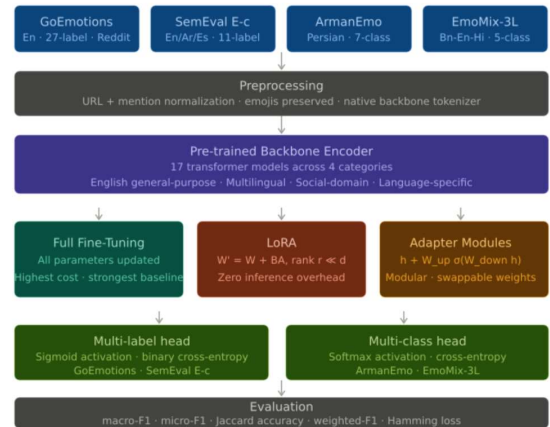 GoEmotions
En · 27-label · Reddit
SemEval E-c
En/Ar/Es · 11-label
ArmanEmo
Persian · 7-class
EmoMix-3L
Bn-En-Hi · 5-class
Preprocessing
URL + mention normalization · emojis preserved · native backbone tokenizer
Pre-trained Backbone Encoder
17 transformer models across 4 categories
English general-purpose · Multilingual · Social-domain · Language-specific
Full Fine-Tuning
All parameters updated
Highest cost · strongest baseline
LoRA
W' = W + BA, rank r ≪ d
Zero inference overhead
Adapter Modules
h + W_up σ(W_down h)
Modular · swappable weights
Multi-label head
Sigmoid activation · binary cross-entropy
GoEmotions · SemEval E-c
Multi-class head
Softmax activation · cross-entropy
ArmanEmo · EmoMix-3L
Evaluation
macro-F1 · micro-F1 · Jaccard accuracy · weighted-F1 · Hamming loss